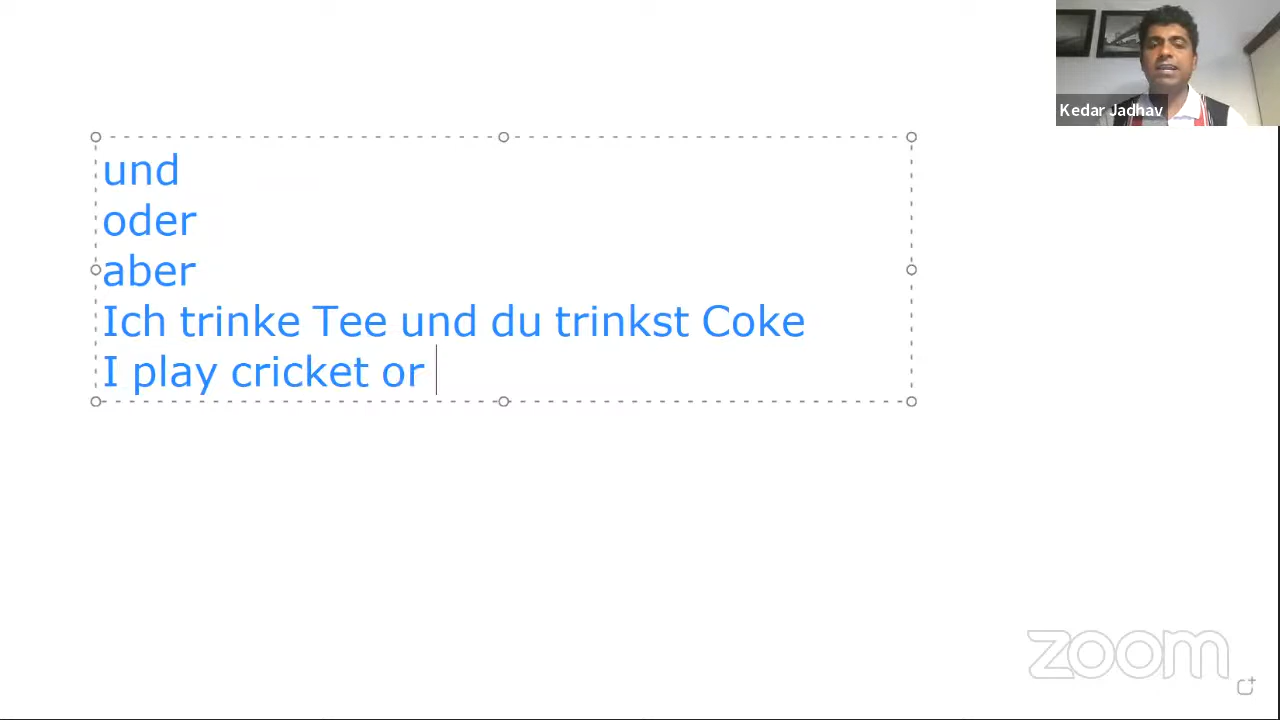 Kedar Jadhav
und
oder
aber
Ich trinke Tee und du trinkst Coke
I play cricket or
zoom